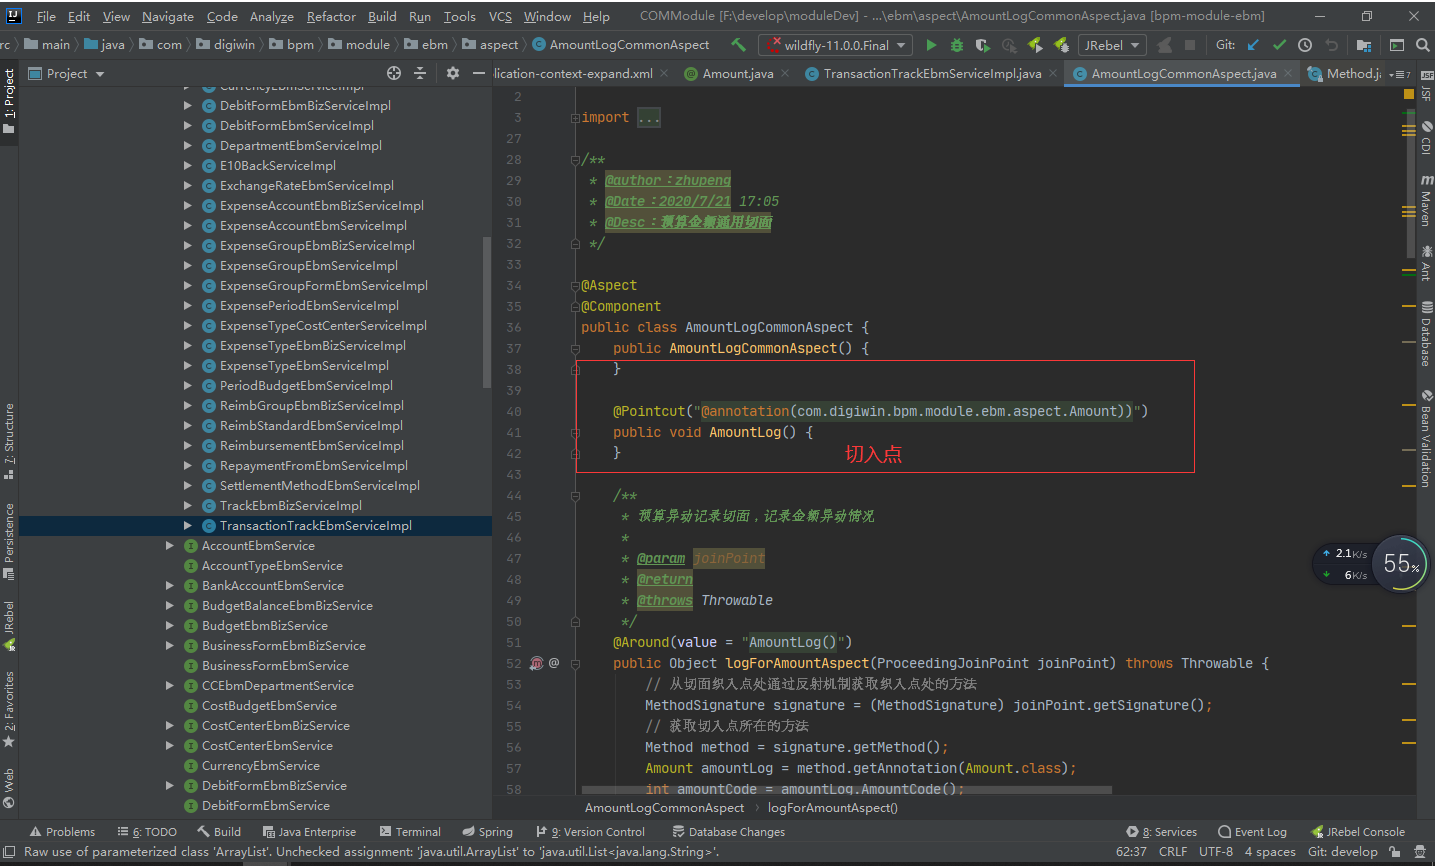 File Edit View Navigate Code Analyze Refactor Build Run Tools VCS Window Help COMModule [F:\develop\moduleDev] - ...\ebm\aspect\AmountLogCommonAspect.java [bpm-module-ebm]
rc main java com digiwin bpm module ebm aspect AmountLogCommonAspect wildfly-11.0.0.Final JRebel Git:
Project
lication-context-expand.xml Amount.java TransactionTrackEbmServiceImpl.java AmountLogCommonAspect.java Method.ja 7
1: Project
7: Structure
Persistence
JRebel
2: Favorites
Web
CurrencyEbmServiceImpl
DebitFormEbmBizServiceImpl
DebitFormEbmServiceImpl
DepartmentEbmServiceImpl
E10BackServiceImpl
ExchangeRateEbmServiceImpl
ExpenseAccountEbmBizServiceImpl
ExpenseAccountEbmServiceImpl
ExpenseGroupEbmBizServiceImpl
ExpenseGroupEbmServiceImpl
ExpenseGroupFormEbmServiceImpl
ExpensePeriodEbmServiceImpl
ExpenseTypeCostCenterServiceImpl
ExpenseTypeEbmBizServiceImpl
ExpenseTypeEbmServiceImpl
PeriodBudgetEbmServiceImpl
ReimbGroupEbmBizServiceImpl
ReimbStandardEbmServiceImpl
ReimbursementEbmServiceImpl
RepaymentFromEbmServiceImpl
SettlementMethodEbmServiceImpl
TrackEbmBizServiceImpl
TransactionTrackEbmServiceImpl
AccountEbmService
AccountTypeEbmService
BankAccountEbmService
BudgetBalanceEbmBizService
BudgetEbmBizService
BusinessFormEbmBizService
BusinessFormEbmService
CCEbmDepartmentService
CostBudgetEbmService
CostCenterEbmBizService
CostCenterEbmService
CurrencyEbmService
DebitFormEbmBizService
DebitFormEbmService
2
3 import ...
27
28 /**
29 * @author：zhupeng
30 * @Date：2020/7/21 17:05
31 * @Desc：预算金额通用切面
32 */
33
34 @Aspect
35 @Component
36 public class AmountLogCommonAspect {
37 public AmountLogCommonAspect() {
38 }
39
40 @Pointcut("@annotation(com.digiwin.bpm.module.ebm.aspect.Amount))")
41 public void AmountLog() {
42 }
切入点
43
44 /**
45 * 预算异动记录切面，记录金额异动情况
46 *
47 * @param joinPoint
48 * @return
49 * @throws Throwable
50 */
51 @Around(value = "AmountLog()")
52 public Object logForAmountAspect(ProceedingJoinPoint joinPoint) throws Throwable {
53 // 从切面织入点处通过反射机制获取织入点处的方法
54 MethodSignature signature = (MethodSignature) joinPoint.getSignature();
55 // 获取切入点所在的方法
56 Method method = signature.getMethod();
57 Amount amountLog = method.getAnnotation(Amount.class);
58 int amountCode = amountLog.AmountCode();
AmountLogCommonAspect logForAmountAspect()
JSF
CDI
Maven
Ant
Database
Bean Validation
2.1K/s
6K/s
55%
Problems 6: TODO Build Java Enterprise Terminal Spring 9: Version Control Database Changes 8: Services Event Log JRebel Console
Raw use of parameterized class 'ArrayList'. Unchecked assignment: 'java.util.ArrayList' to 'java.util.List<java.lang.String>'. 62:37 CRLF UTF-8 4 spaces Git: develop